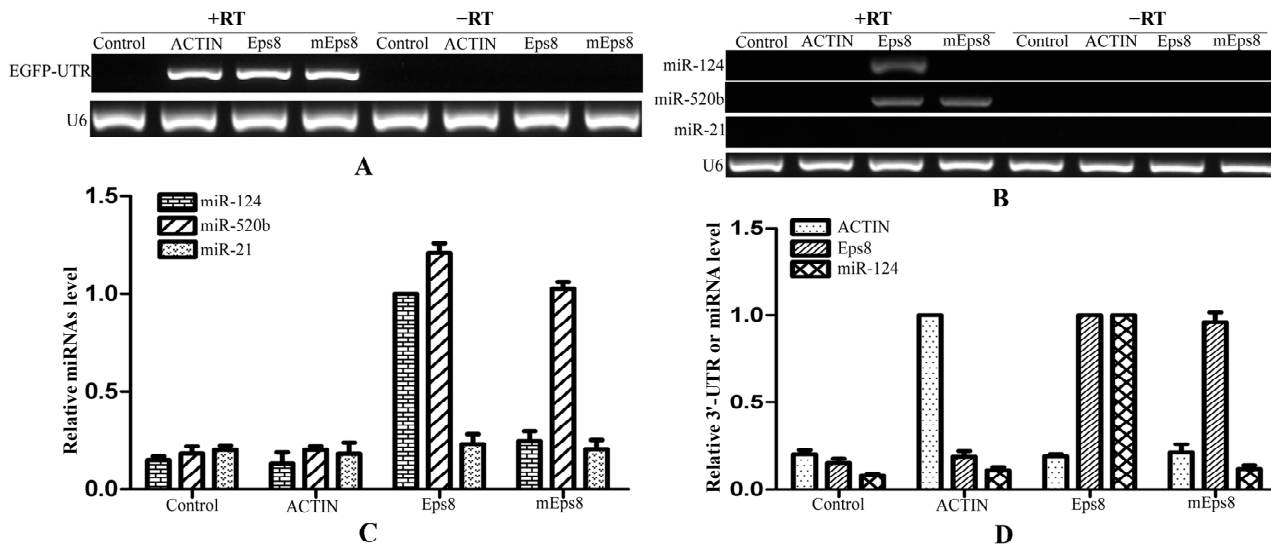 +RT −RT
Control ACTIN Eps8 mEps8 Control ACTIN Eps8 mEps8
EGFP-UTR
U6
A
+RT −RT
Control ACTIN Eps8 mEps8 Control ACTIN Eps8 mEps8
miR-124
miR-520b
miR-21
U6
B
Relative miRNAs level
1.5
1.0
0.5
0.0
miR-124
miR-520b
miR-21
Control ACTIN Eps8 mEps8
C
Relative 3'-UTR or miRNA level
1.5
1.0
0.5
0.0
ACTIN
Eps8
miR-124
Control ACTIN Eps8 mEps8
D